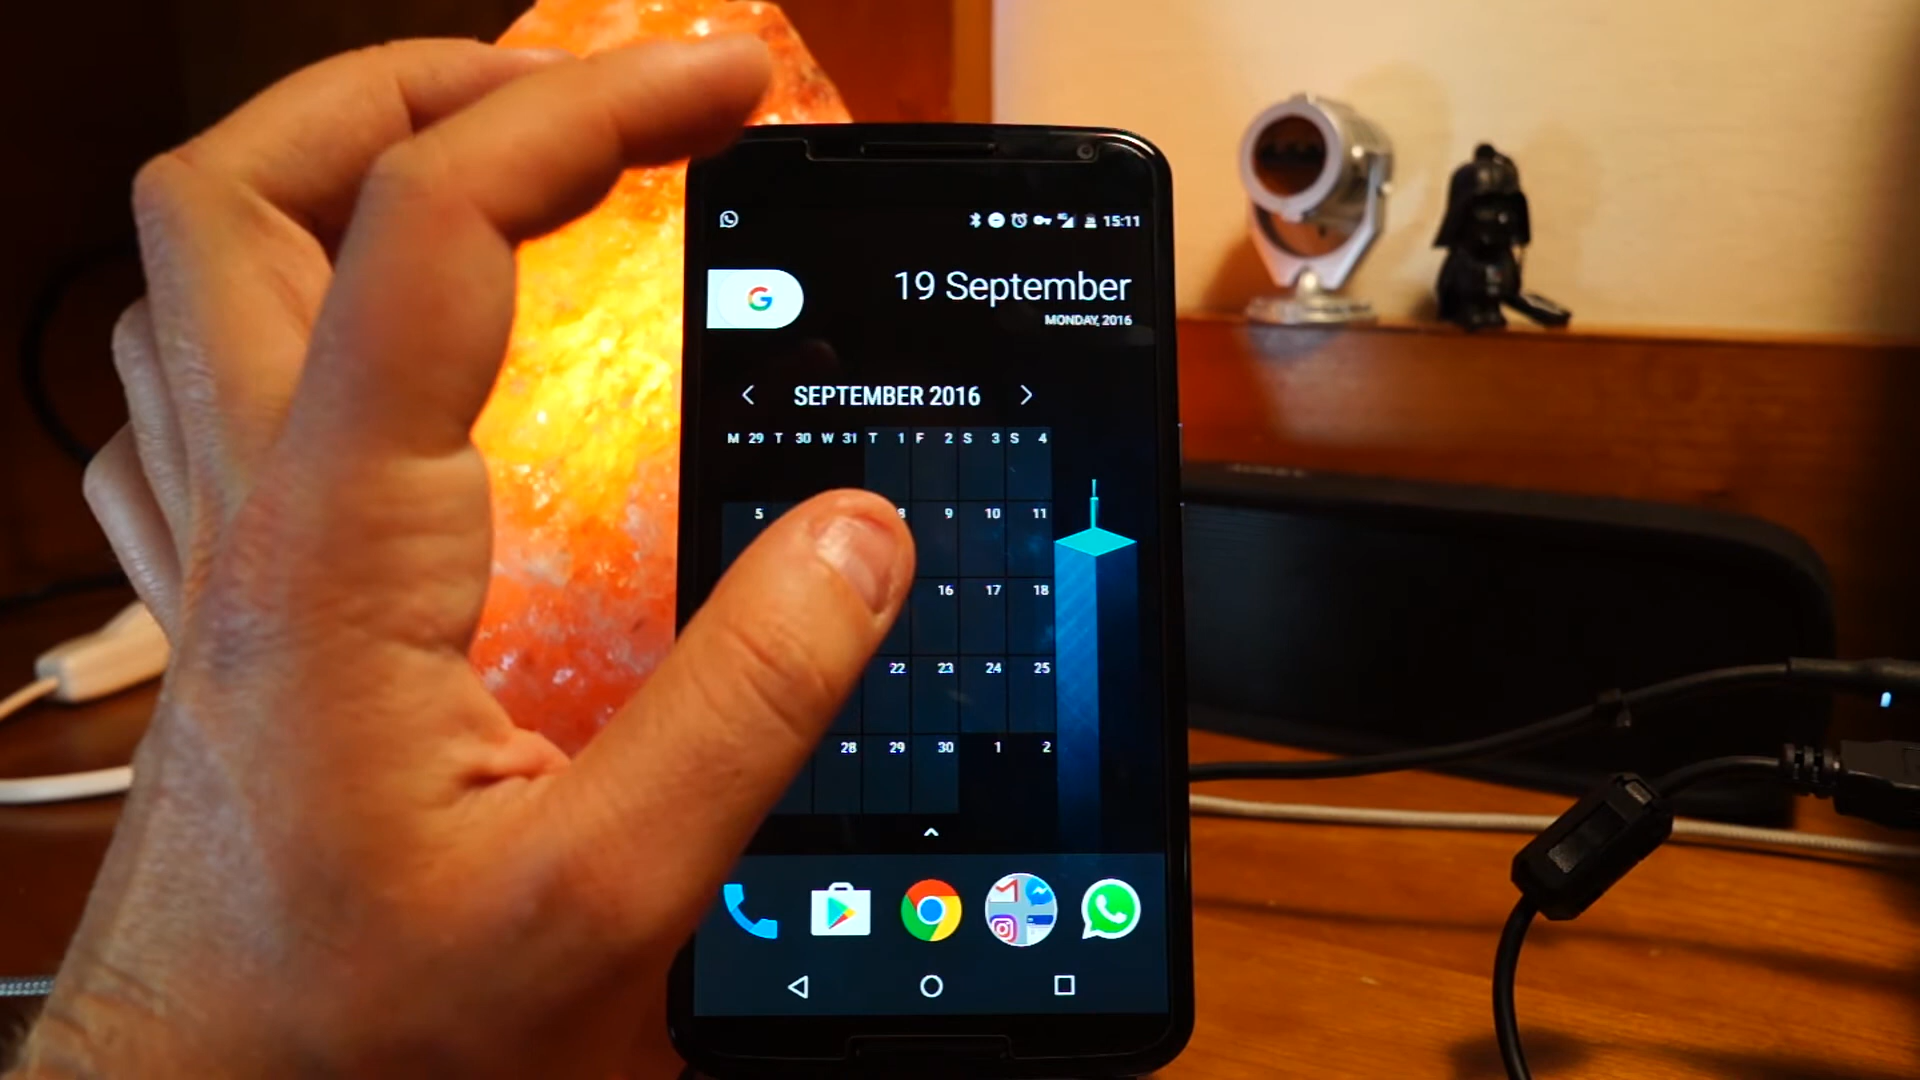 15:11
G
19 September
MONDAY, 2016
SEPTEMBER 2016
M 29 T 30 W 31 T 1 F 2 S 3 S 4
5 8 9 10 11
16 17 18
22 23 24 25
28 29 30 1 2